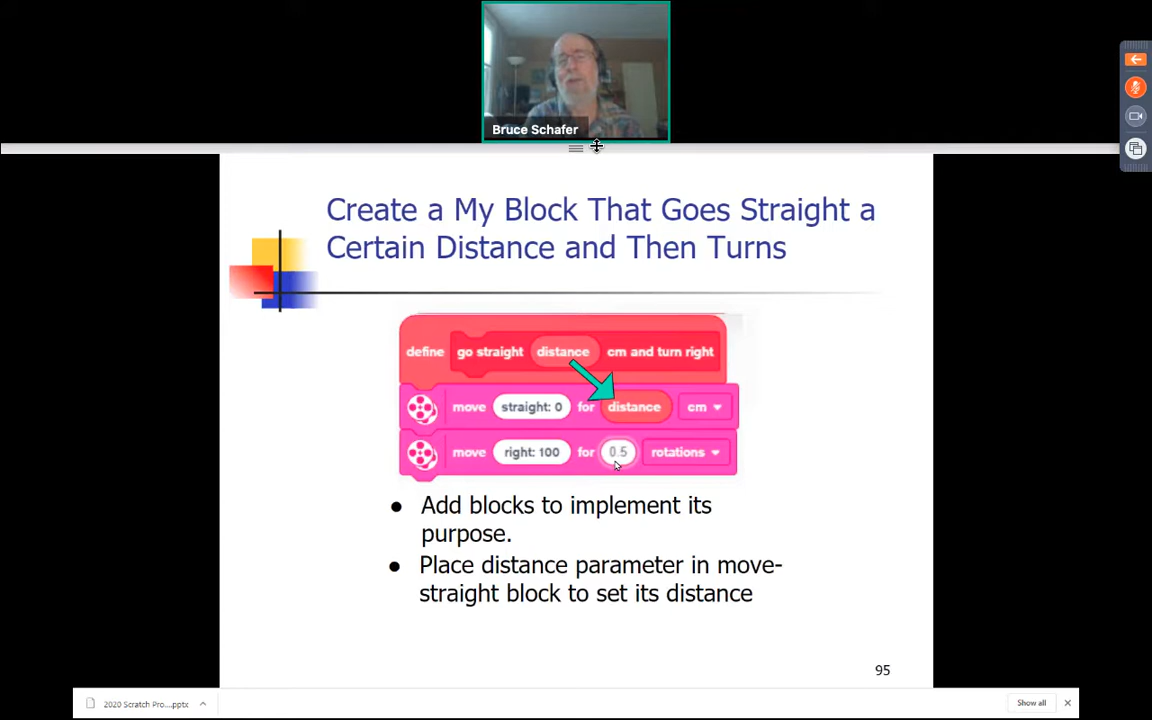 Bruce Schafer
Create a My Block That Goes Straight a
Certain Distance and Then Turns
define go straight distance cm and turn right
move straight: 0 for distance cm
move right: 100 for 0.5 rotations
● Add blocks to implement its
purpose.
● Place distance parameter in move-
straight block to set its distance
95
2020 Scratch Pro....pptx
Show all